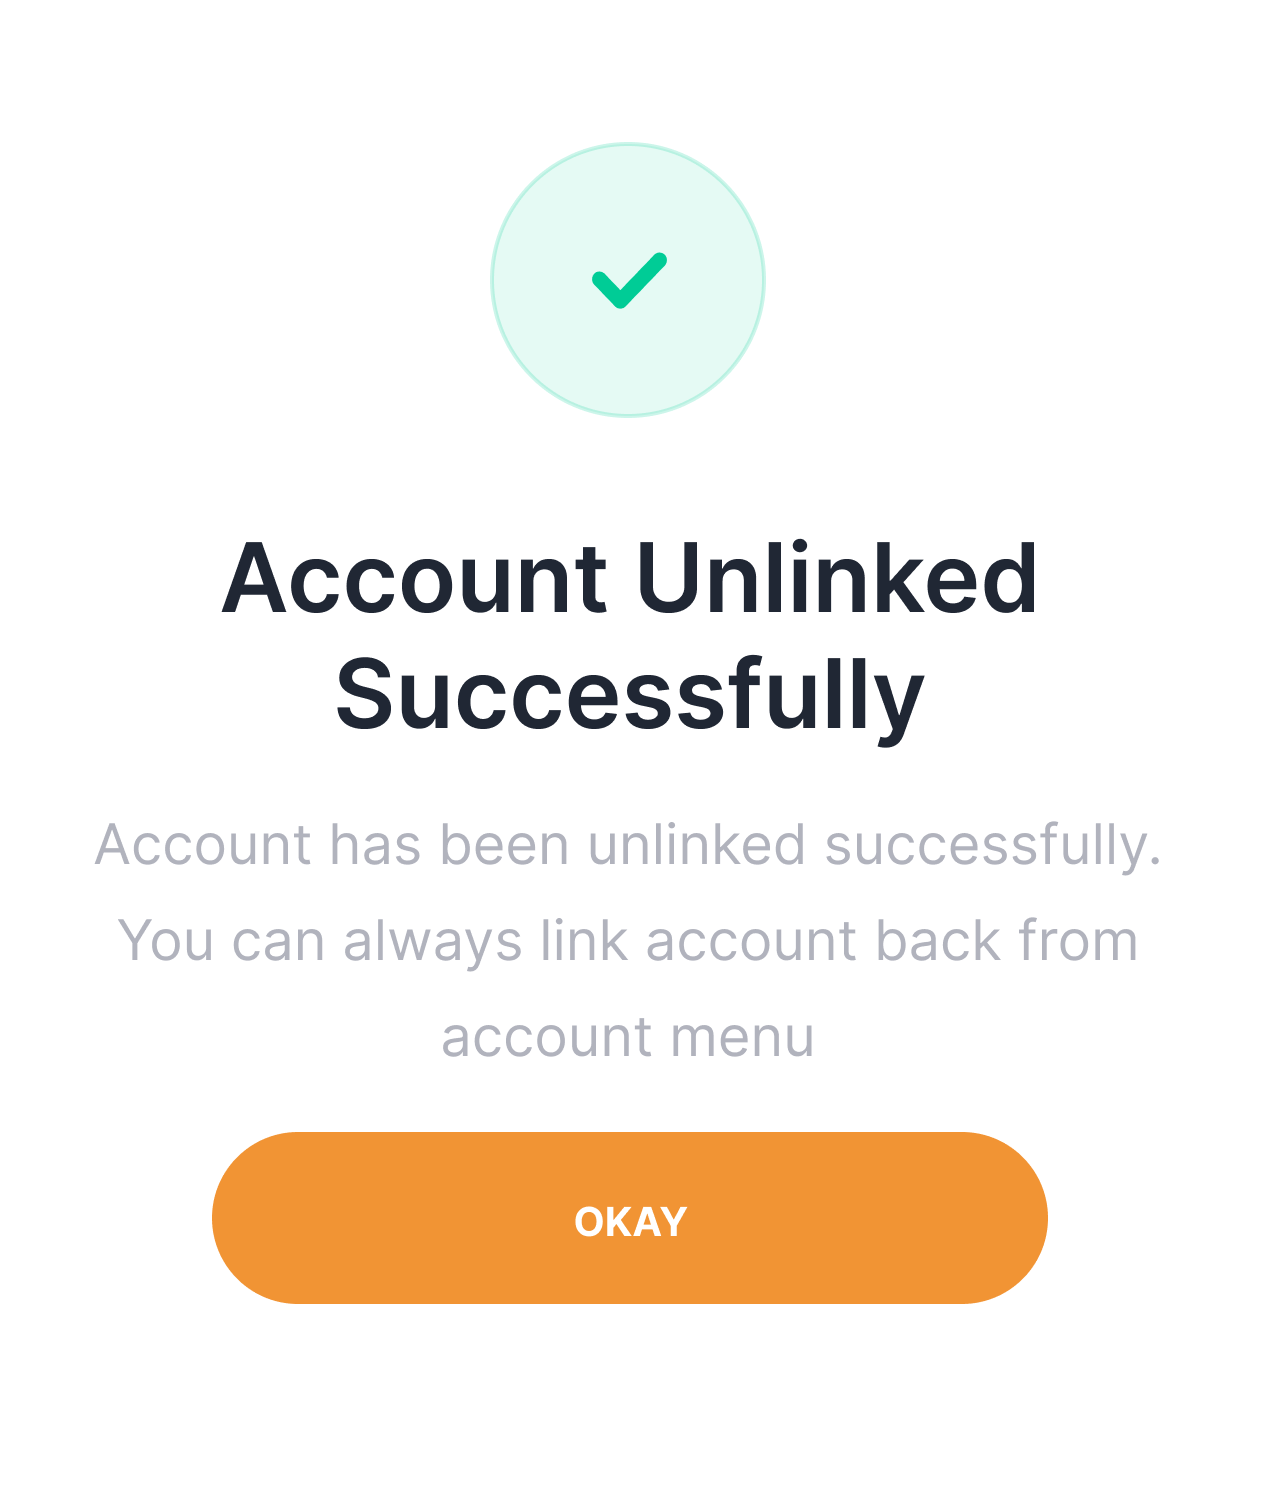 Account Unlinked
Successfully
Account has been unlinked successfully.
You can always link account back from
account menu
OKAY